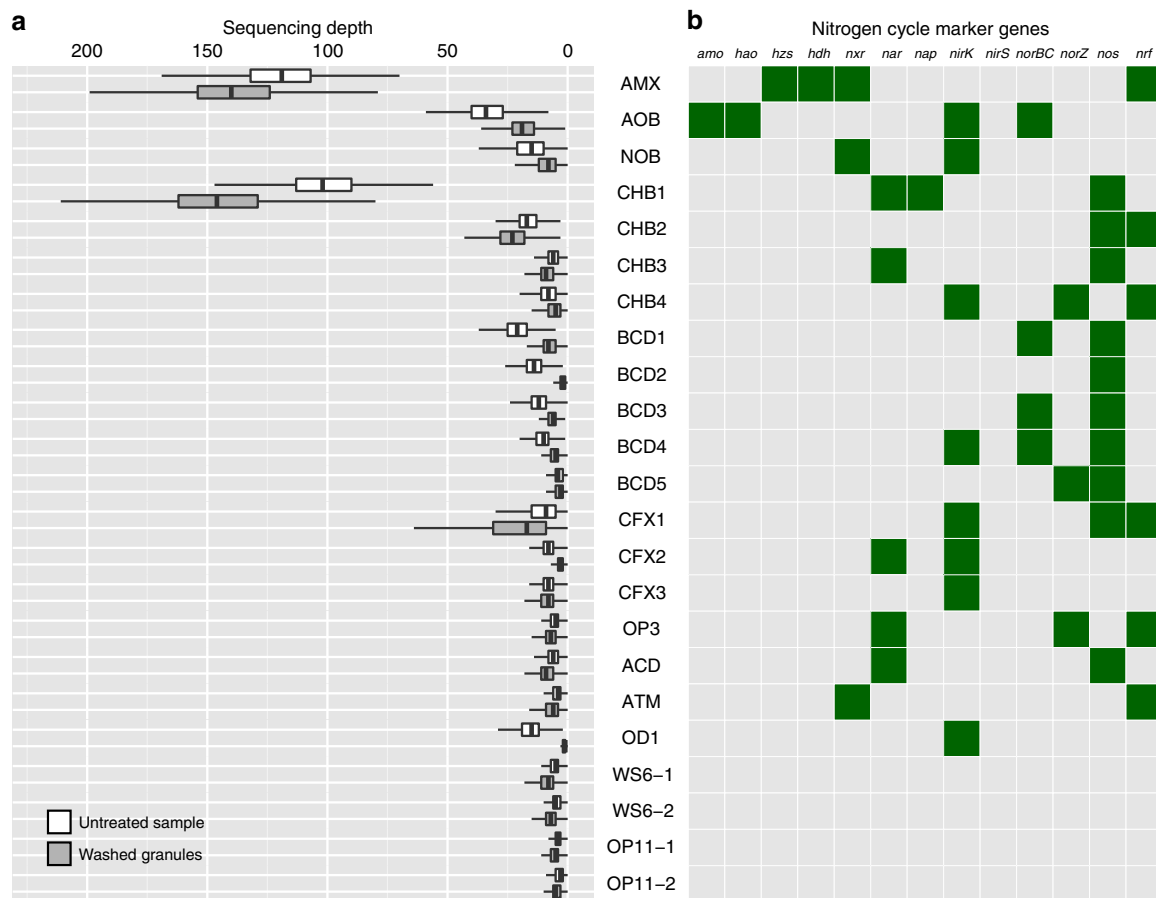 a
Sequencing depth
200 150 100 50 0
Untreated sample
Washed granules
b
Nitrogen cycle marker genes
amo hao hzs hdh nxr nar nap nirK nirS norBC norZ nos nrf
AMX
AOB
NOB
CHB1
CHB2
CHB3
CHB4
BCD1
BCD2
BCD3
BCD4
BCD5
CFX1
CFX2
CFX3
OP3
ACD
ATM
OD1
WS6−1
WS6−2
OP11−1
OP11−2